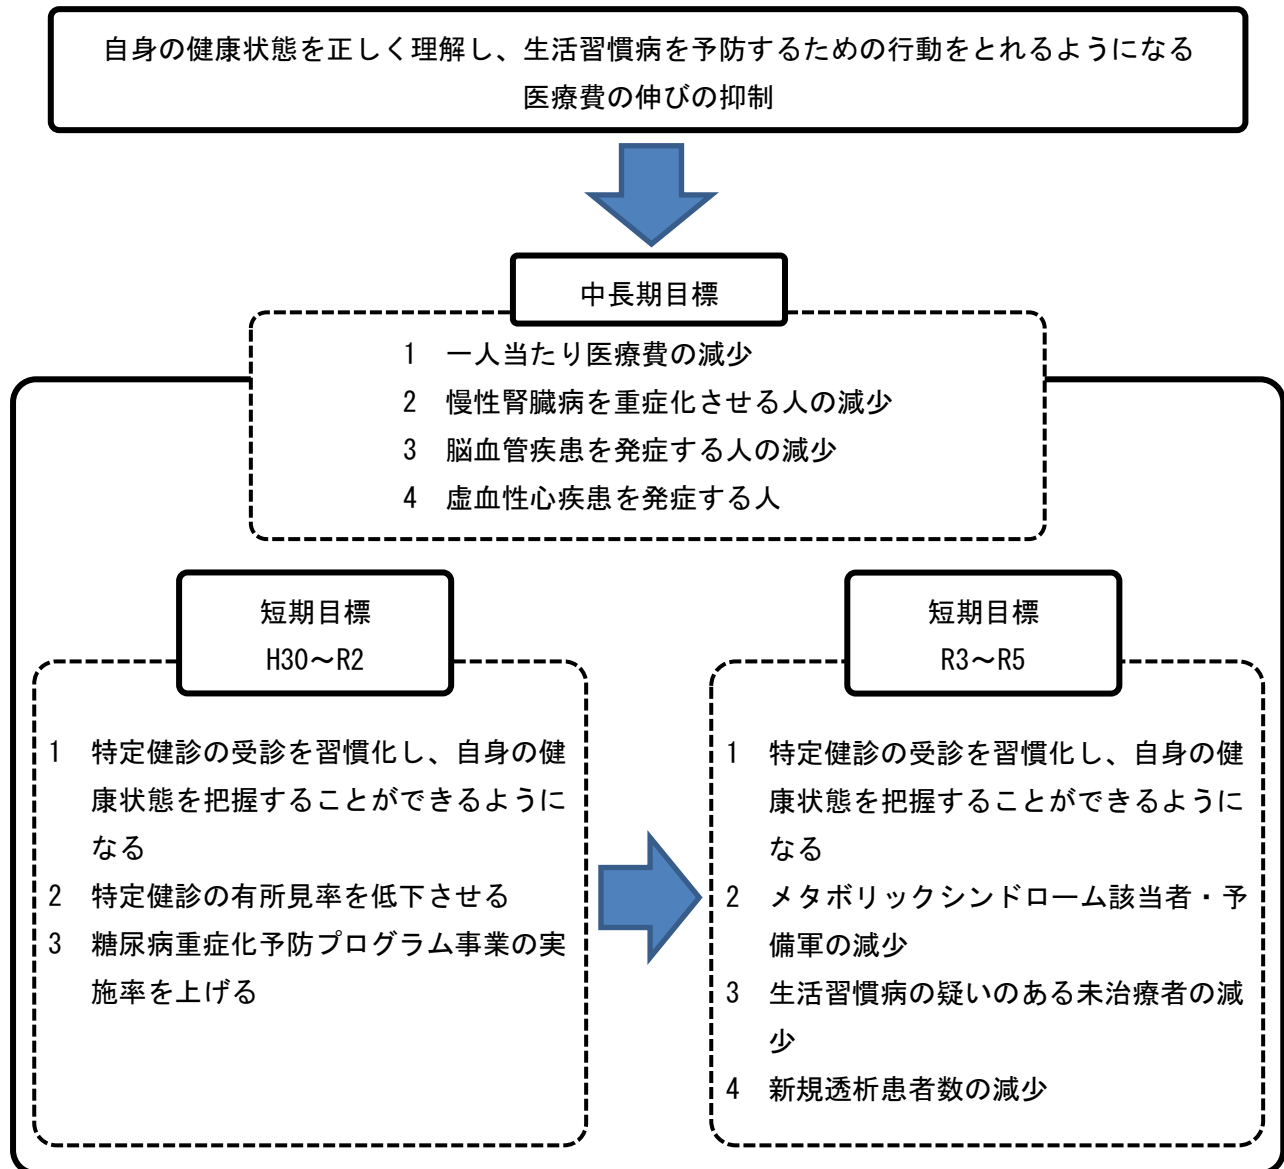 自身の健康状態を正しく理解し、生活習慣病を予防するための行動をとれるようになる
医療費の伸びの抑制
中長期目標
1 一人当たり医療費の減少
2 慢性腎臓病を重症化させる人の減少
3 脳血管疾患を発症する人の減少
4 虚血性心疾患を発症する人
短期目標
H30～R2
1 特定健診の受診を習慣化し、自身の健
康状態を把握することができるように
なる
2 特定健診の有所見率を低下させる
3 糖尿病重症化予防プログラム事業の実
施率を上げる
短期目標
R3～R5
1 特定健診の受診を習慣化し、自身の健
康状態を把握することができるように
なる
2 メタボリックシンドローム該当者・予
備軍の減少
3 生活習慣病の疑いのある未治療者の減
少
4 新規透析患者数の減少